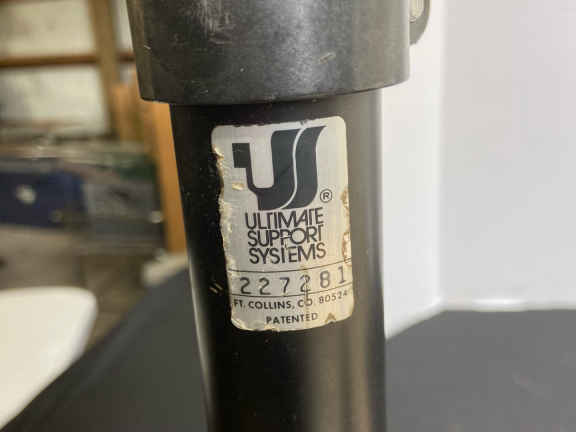 US®
ULTIMATE
SUPPORT
SYSTEMS
227281
FT. COLLINS, CO. 80524
PATENTED